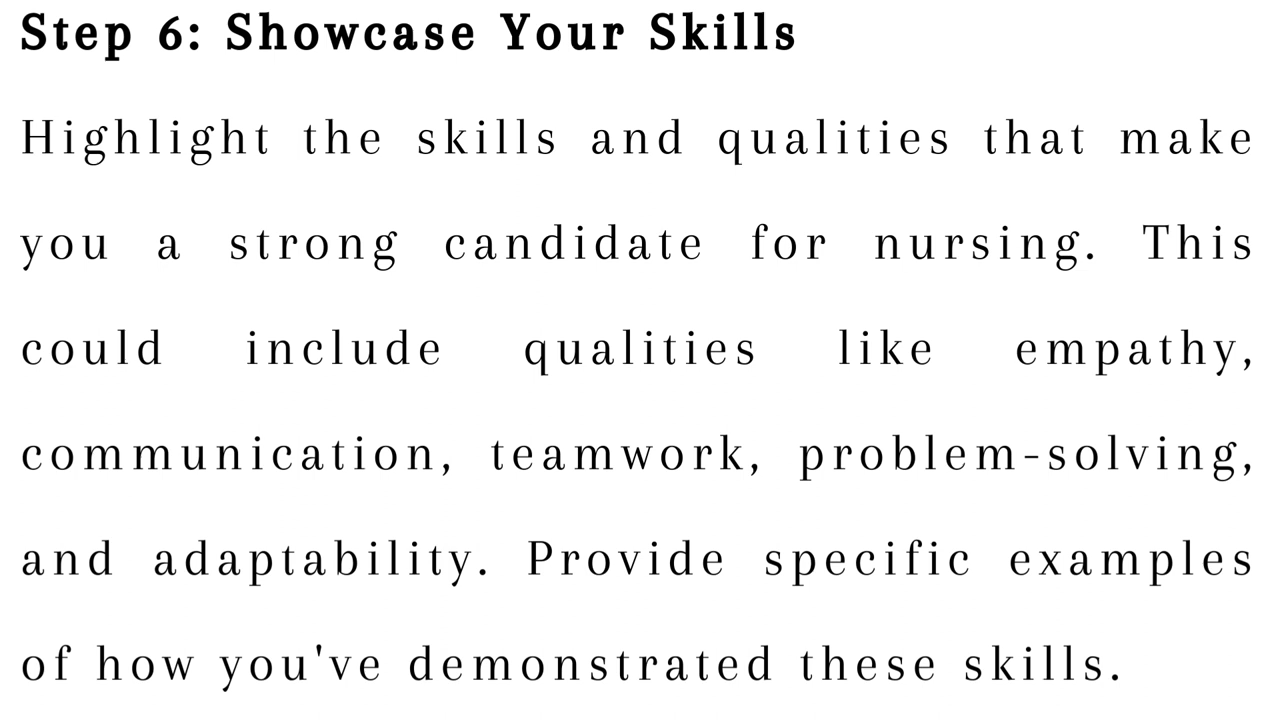 Step 6: Showcase Your Skills
Highlight the skills and qualities that make
you a strong candidate for nursing. This
could include qualities like empathy,
communication, teamwork, problem-solving,
and adaptability. Provide specific examples
of how you've demonstrated these skills.